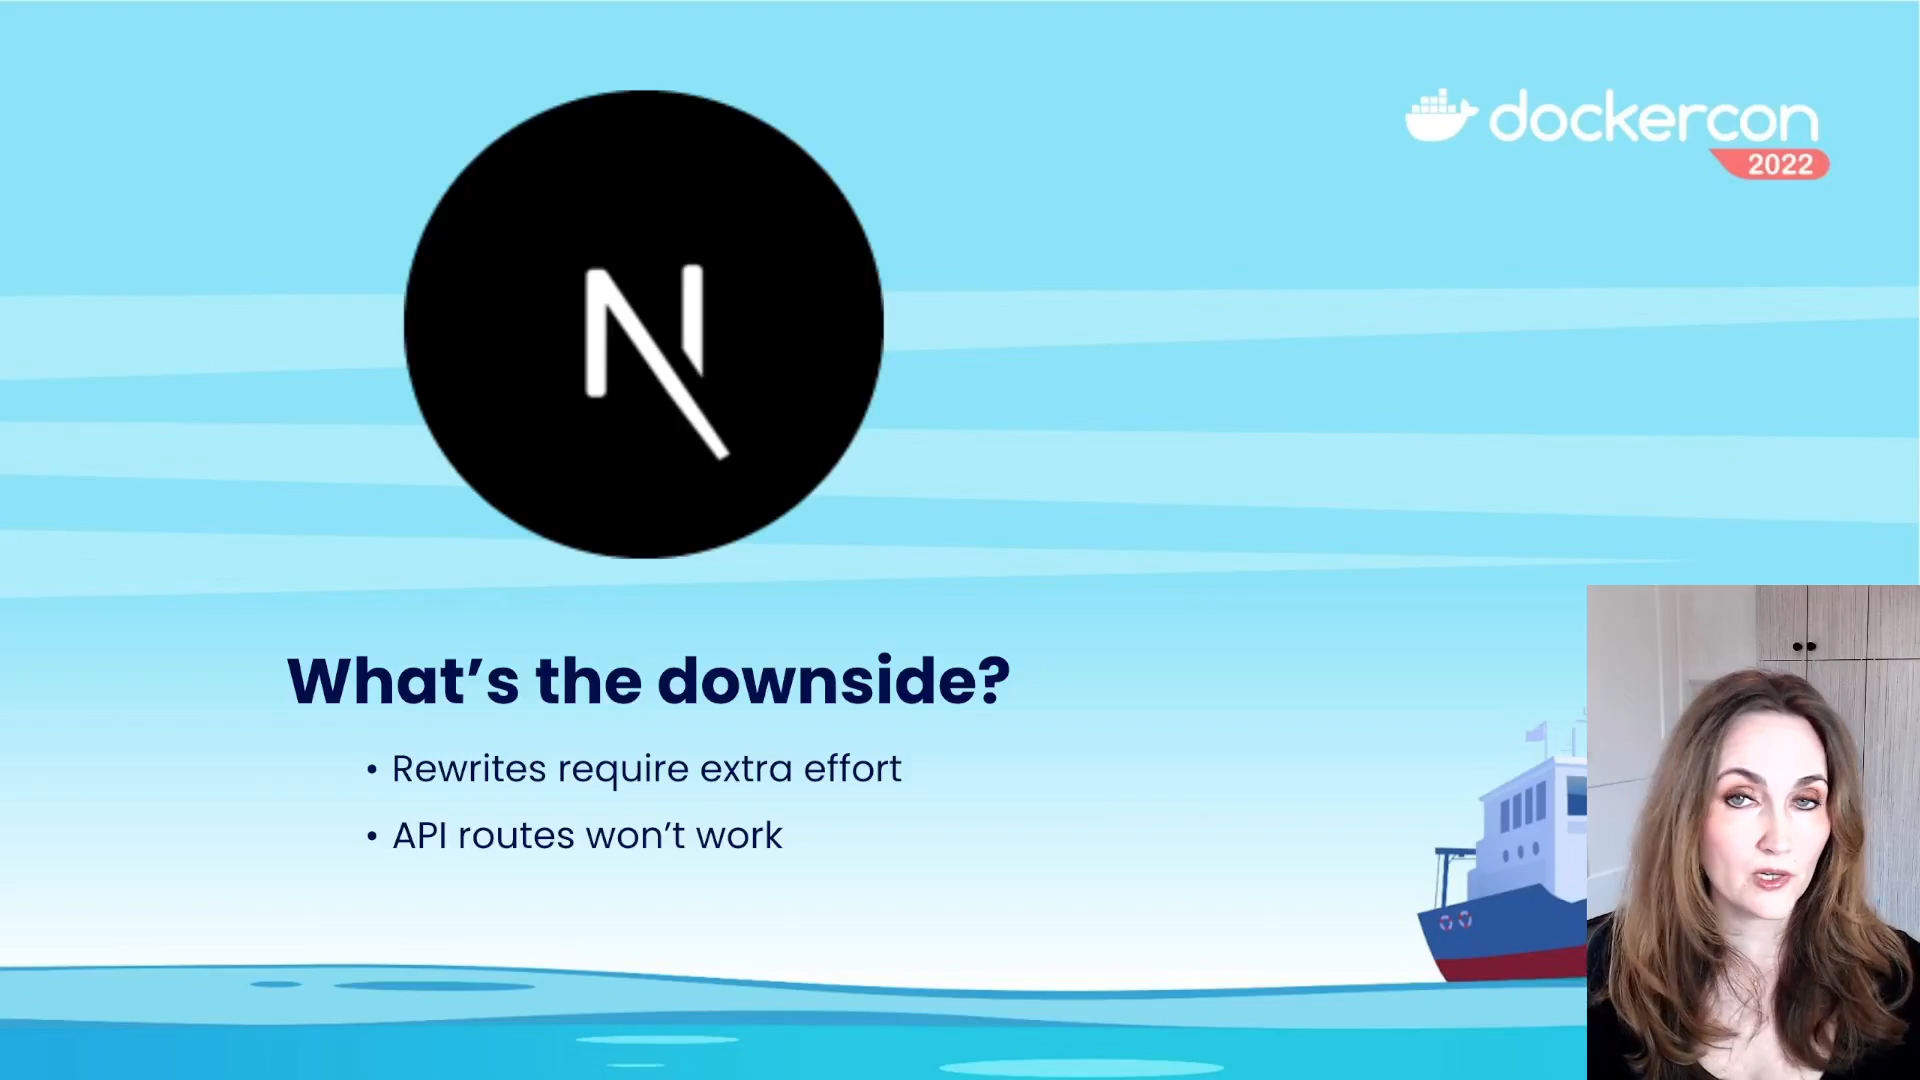 dockercon
2022
What’s the downside?
• Rewrites require extra effort
• API routes won’t work